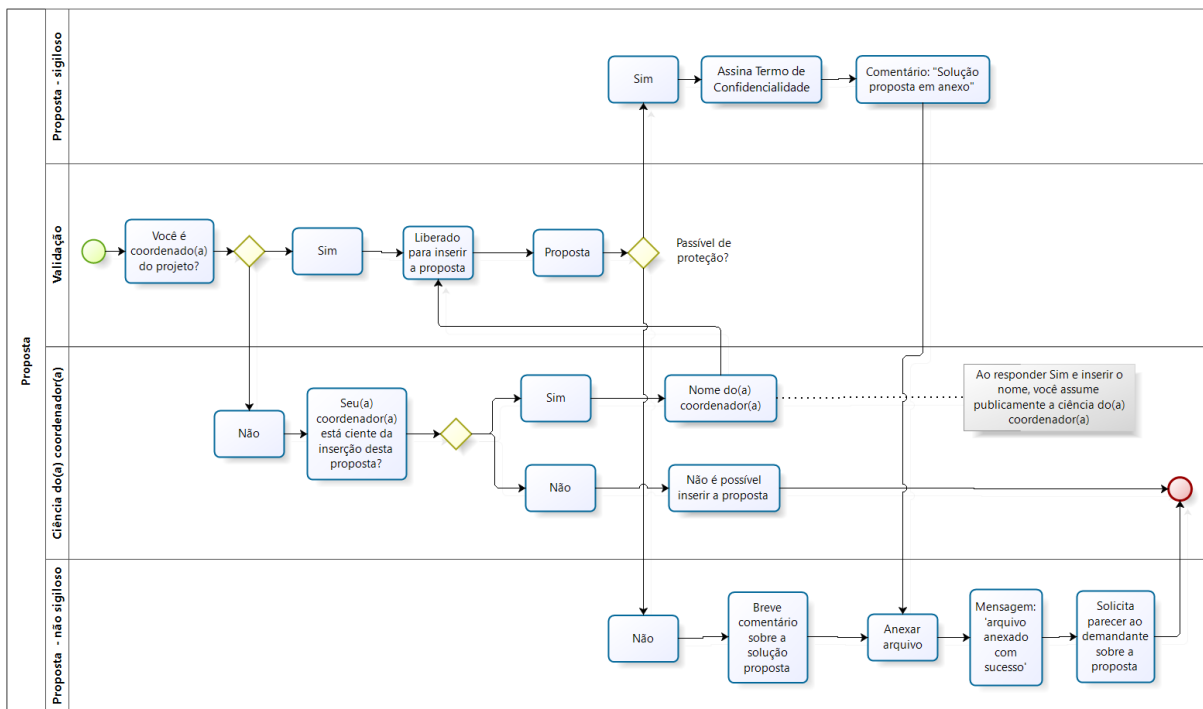 Proposta
Proposta - sigiloso
Sim
Assina Termo de
Confidencialidade
Comentário: "Solução
proposta em anexo"
Validação
Você é
coordenado(a)
do projeto?
Sim
Liberado
para inserir
a proposta
Proposta
Passível de
proteção?
Ciência do(a) coordenador(a)
Não
Seu(a)
coordenador(a)
está ciente da
inserção desta
proposta?
Sim
Nome do(a)
coordenador(a)
Ao responder Sim e inserir o
nome, você assume
publicamente a ciência do(a)
coordenador(a)
Não
Não é possível
inserir a proposta
Proposta - não sigiloso
Não
Breve
comentário
sobre a
solução
proposta
Anexar
arquivo
Mensagem:
'arquivo
anexado
com
sucesso'
Solicita
parecer ao
demandante
sobre a
proposta